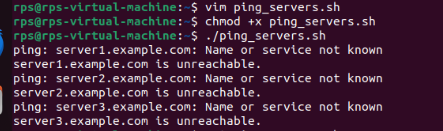 rps@rps-virtual-machine:~$ vim ping_servers.sh
rps@rps-virtual-machine:~$ chmod +x ping_servers.sh
rps@rps-virtual-machine:~$ ./ping_servers.sh
ping: server1.example.com: Name or service not known
server1.example.com is unreachable.
ping: server2.example.com: Name or service not known
server2.example.com is unreachable.
ping: server3.example.com: Name or service not known
server3.example.com is unreachable.